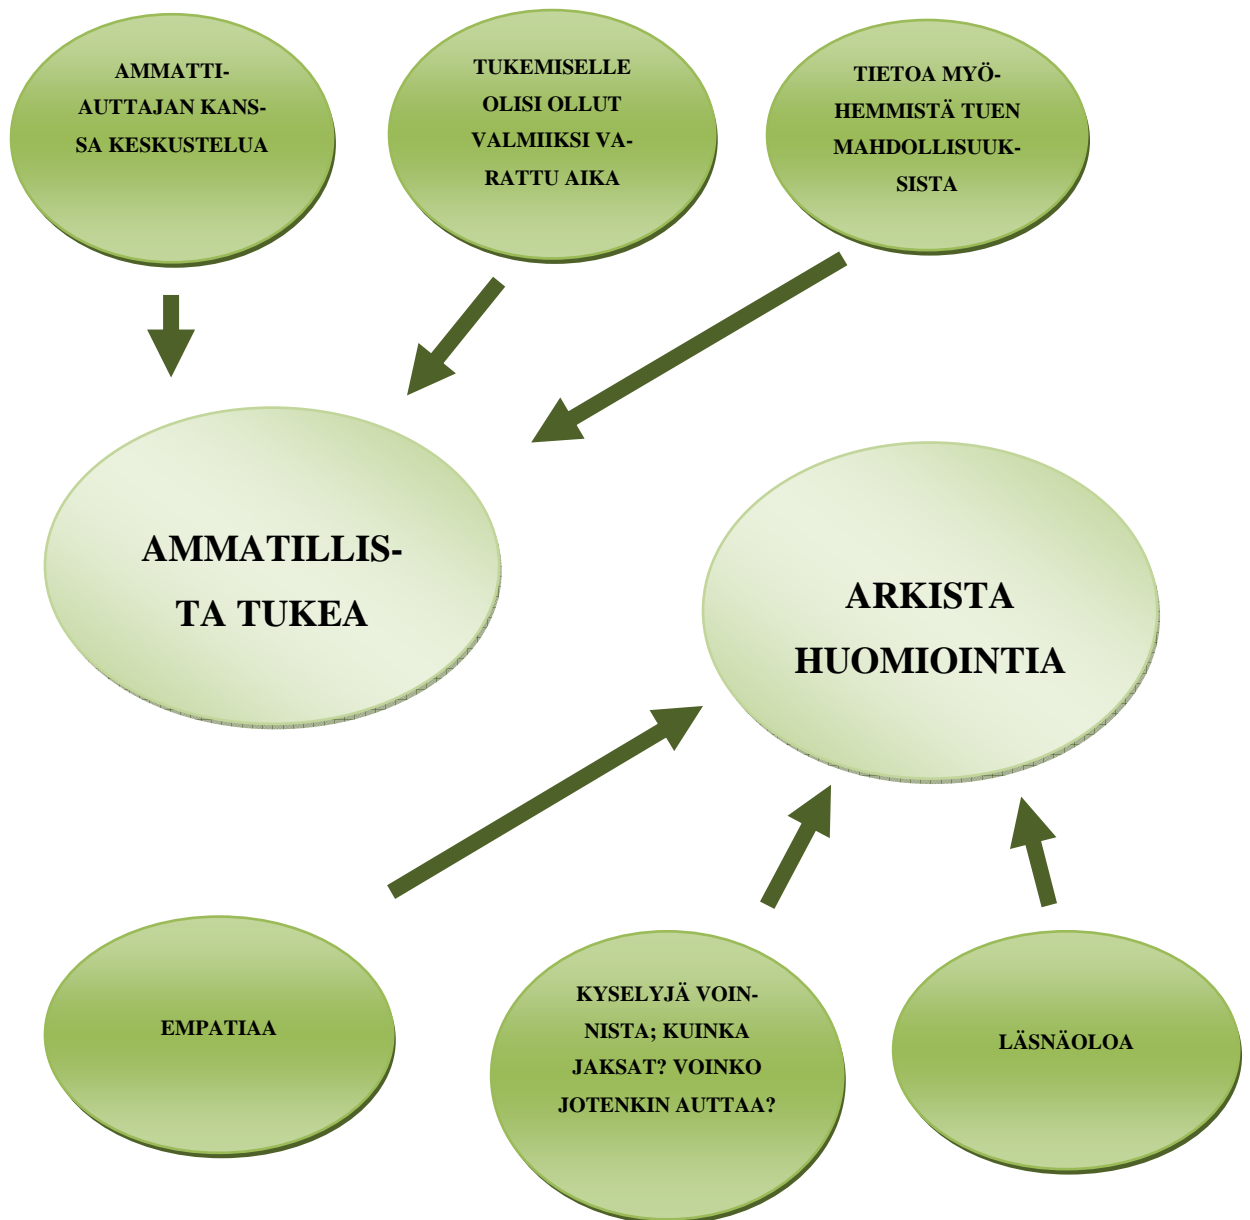 AMMATTI-
AUTTAJAN KANS-
SA KESKUSTELUA
TUKEMISELLE
OLISI OLLUT
VALMIIKSI VA-
RATTU AIKA
TIETOA MYÖ-
HEMMISTÄ TUEN
MAHDOLLISUUK-
SISTA
AMMATILLIS-
TA TUKEA
ARKISTA
HUOMIOINTIA
EMPATIAA
KYSELYJÄ VOIN-
NISTA; KUINKA
JAKSAT? VOINKO
JOTENKIN AUTTAA?
LÄSNÄOLOA